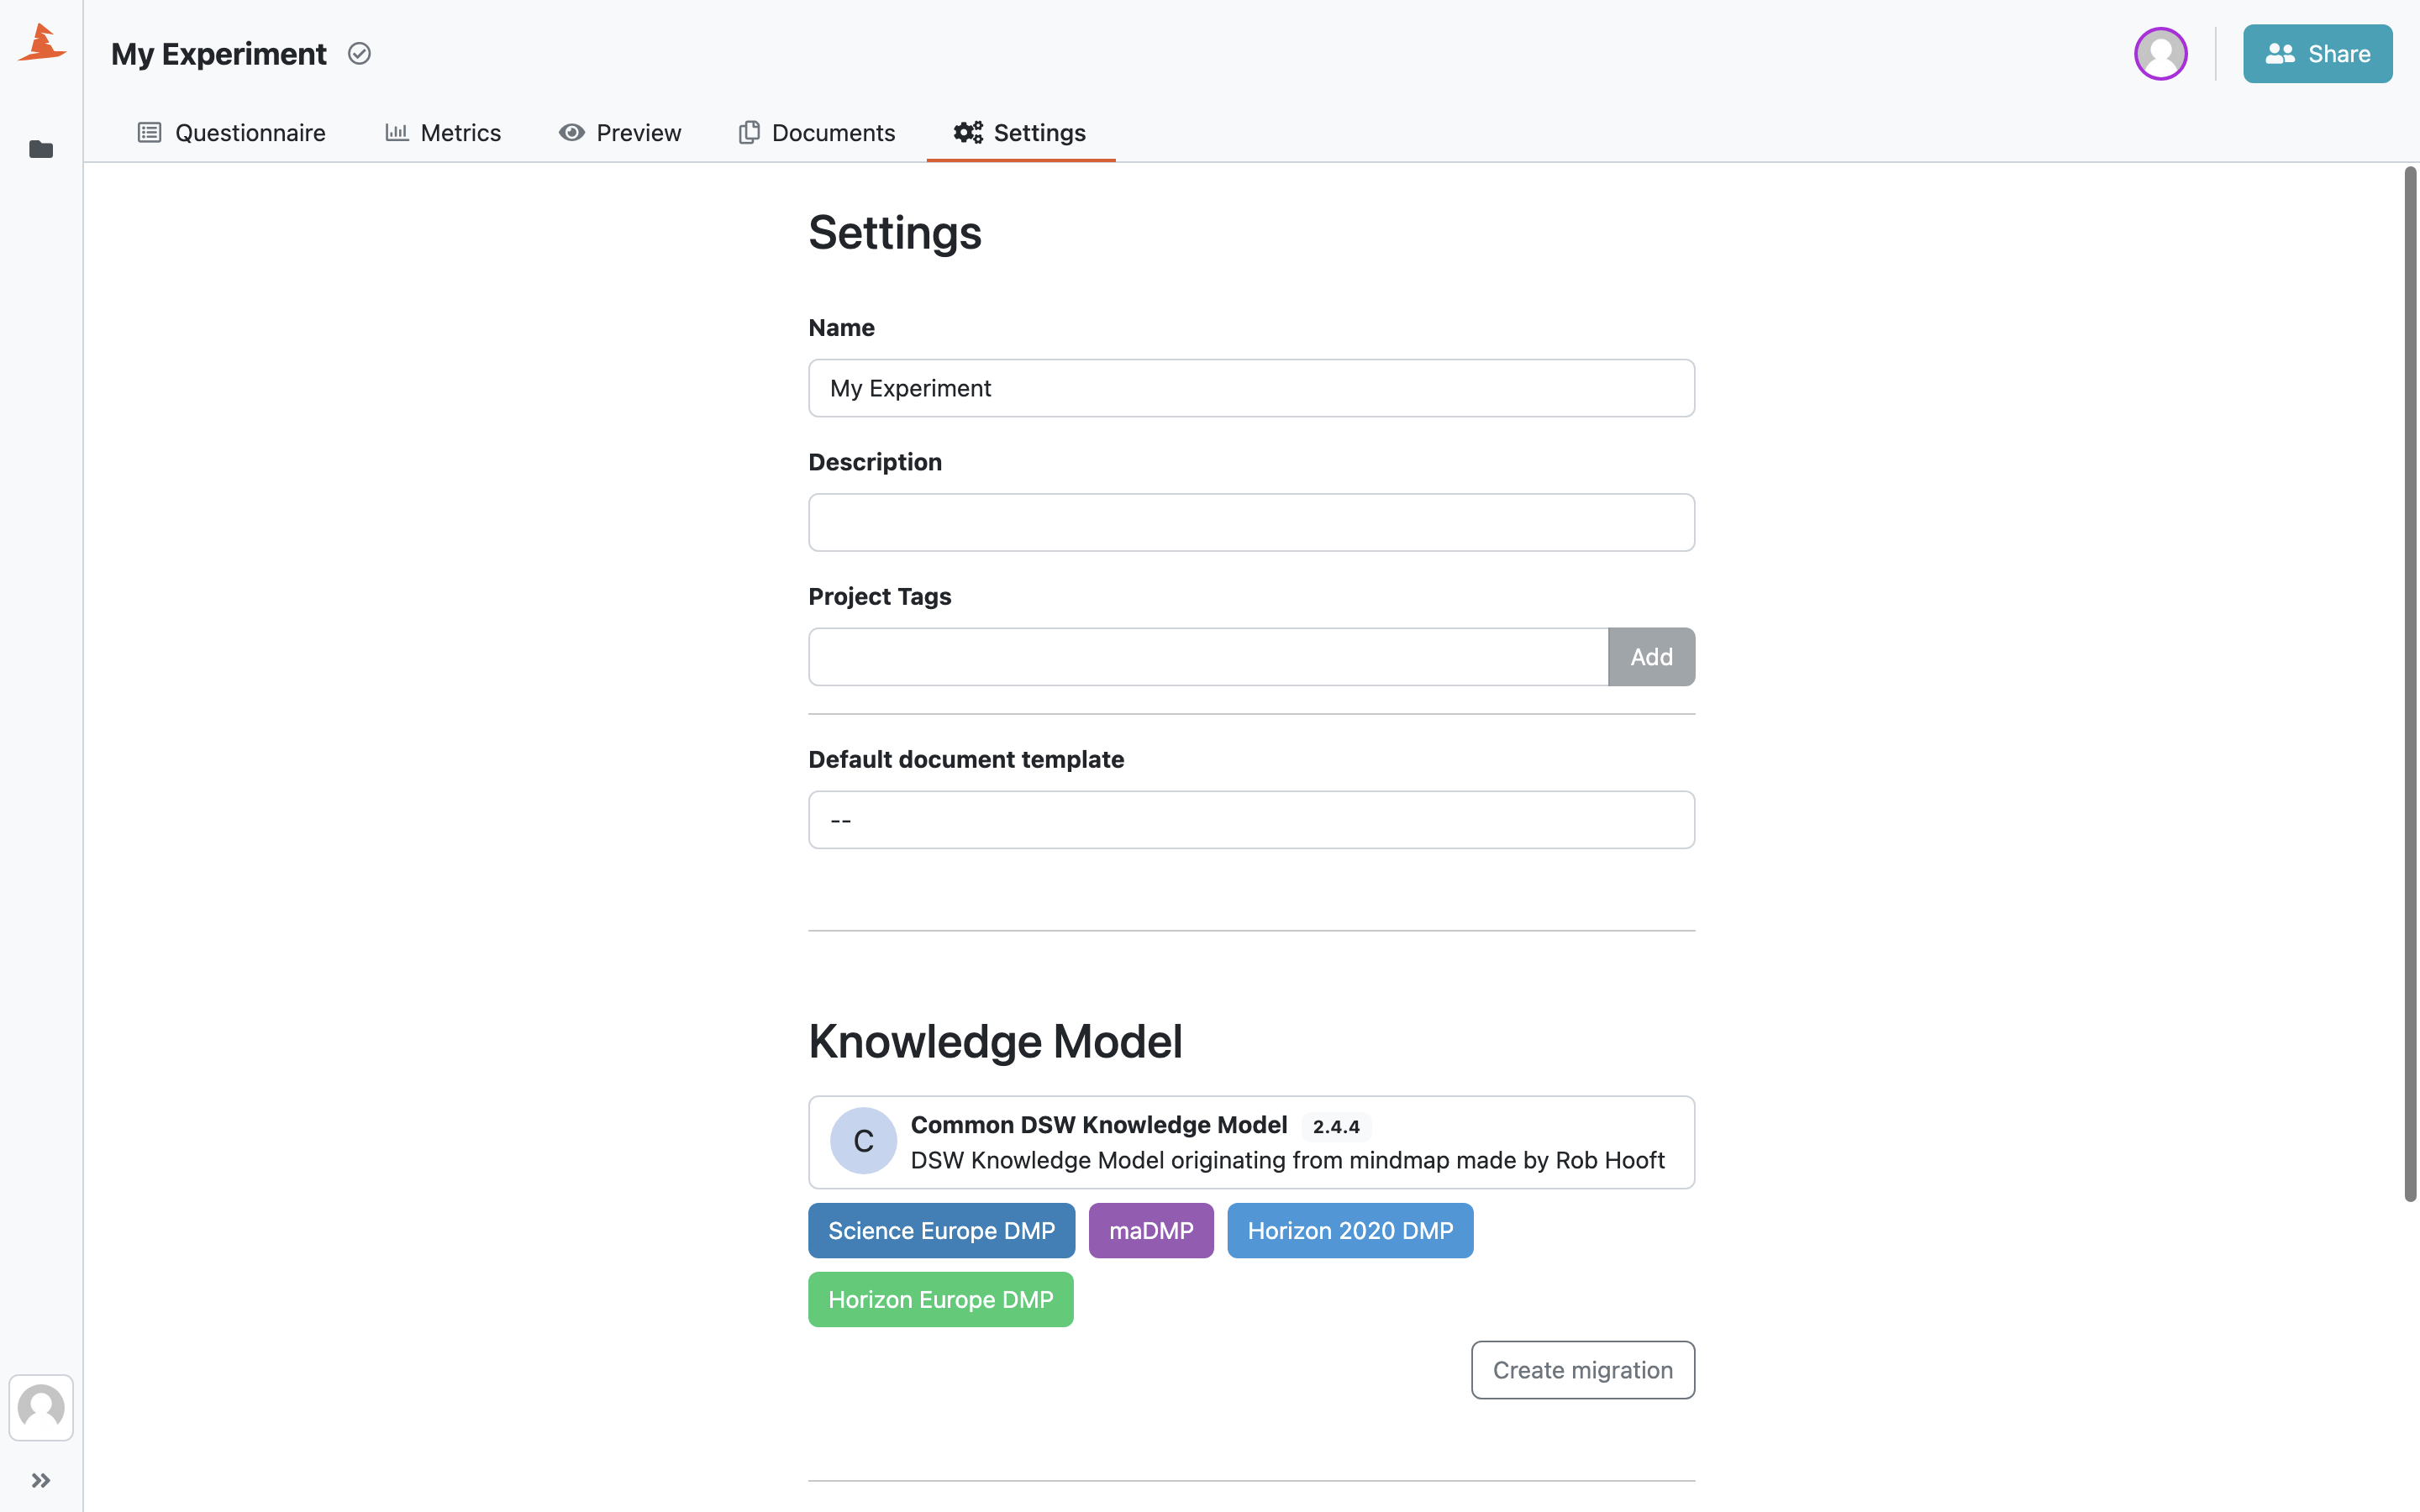 My Experiment
Share
Questionnaire
Metrics
Preview
Documents
Settings
Settings
Name
My Experiment
Description
Project Tags
Add
Default document template
--
Knowledge Model
C
Common DSW Knowledge Model 2.4.4
DSW Knowledge Model originating from mindmap made by Rob Hooft
Science Europe DMP
maDMP
Horizon 2020 DMP
Horizon Europe DMP
Create migration